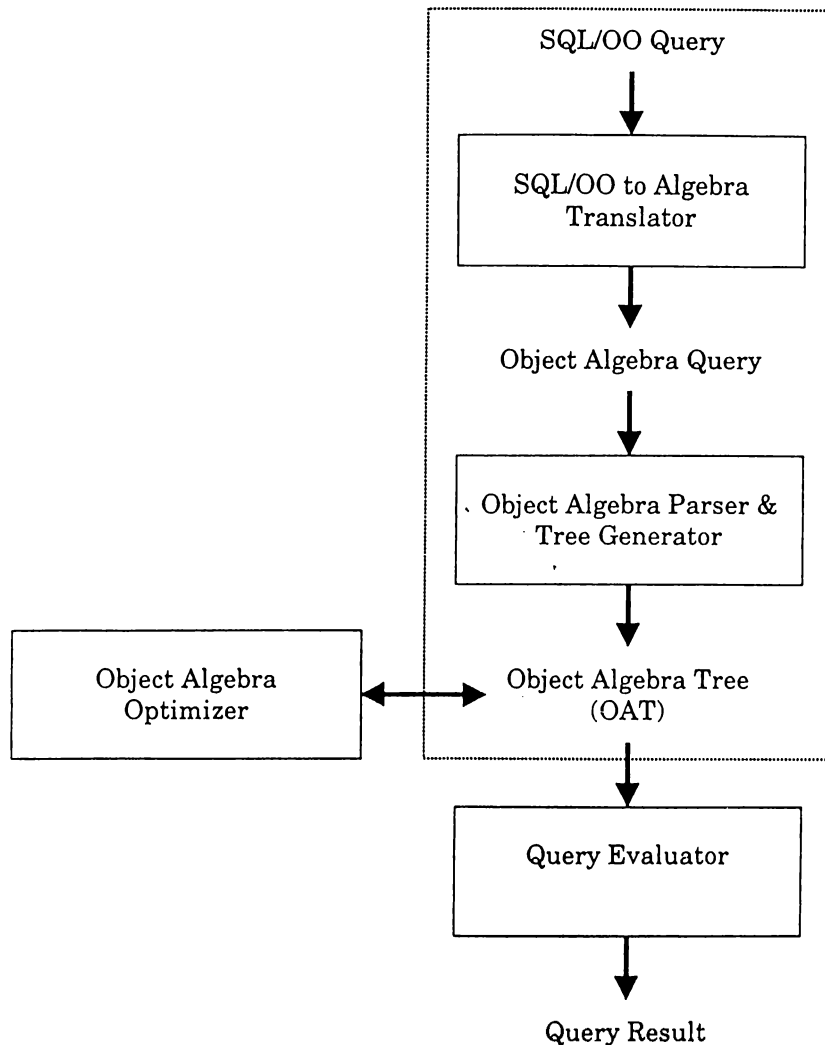 SQL/OO Query
SQL/OO to Algebra
Translator
Object Algebra Query
Object Algebra Parser &
Tree Generator
Object Algebra
Optimizer
Object Algebra Tree
(OAT)
Query Evaluator
Query Result